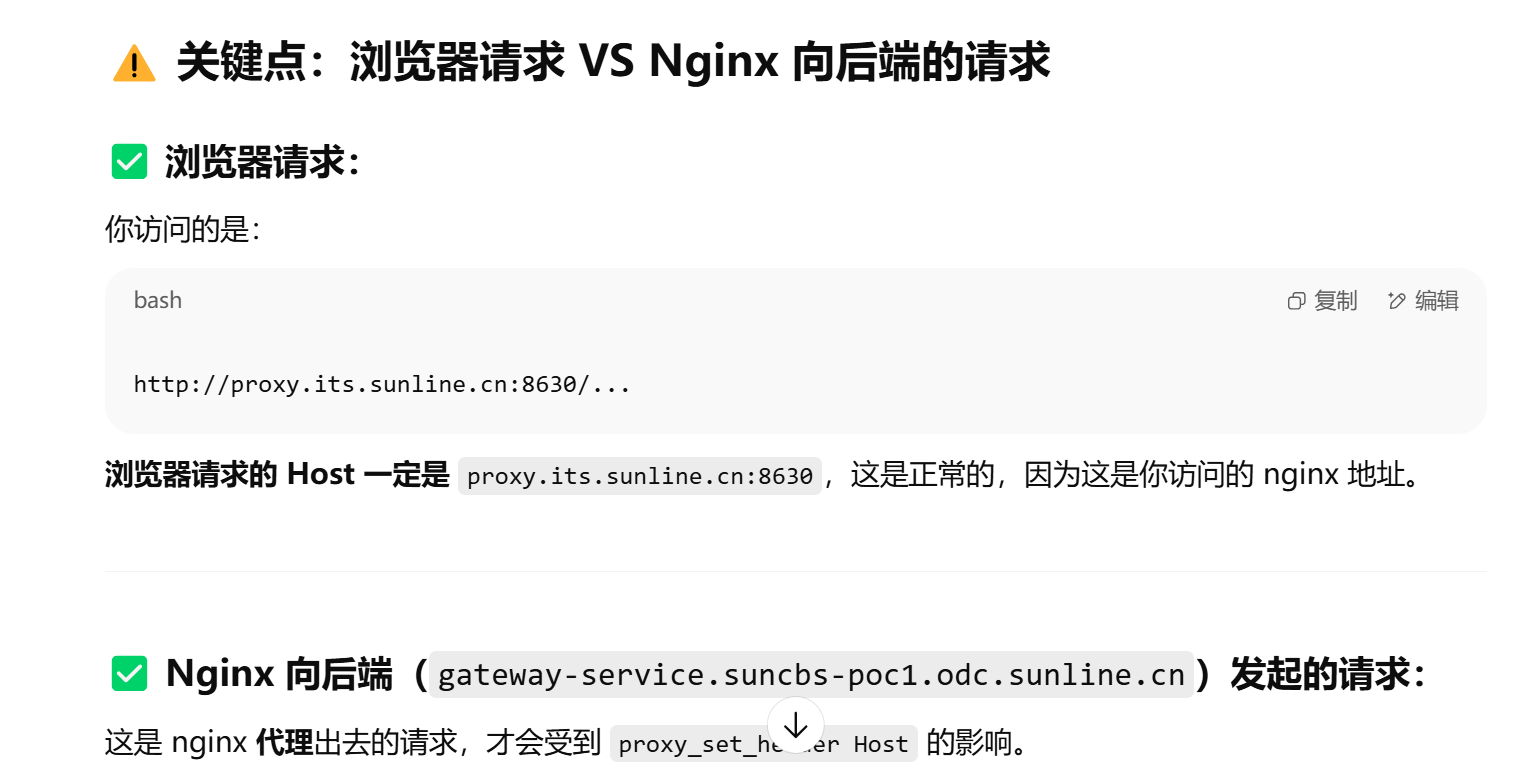 ⚠️ 关键点：浏览器请求 VS Nginx 向后端的请求
✅ 浏览器请求：
你访问的是：
bash 复制 编辑
http://proxy.its.sunline.cn:8630/...
浏览器请求的 Host 一定是 proxy.its.sunline.cn:8630，这是正常的，因为这是你访问的 nginx 地址。
✅ Nginx 向后端（gateway-service.suncbs-poc1.odc.sunline.cn）发起的请求：
这是 nginx 代理出去的请求，才会受到 proxy_set_header Host 的影响。